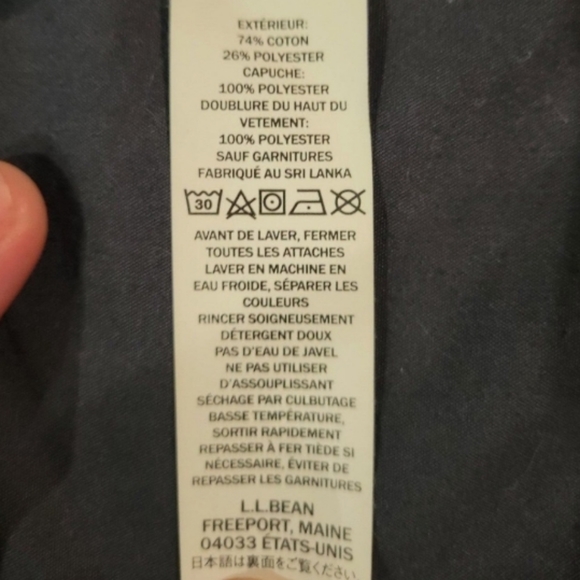 EXTÉRIEUR:
74% COTON
26% POLYESTER
CAPUCHE:
100% POLYESTER
DOUBLURE DU HAUT DU
VETEMENT:
100% POLYESTER
SAUF GARNITURES
FABRIQUÉ AU SRI LANKA
30
AVANT DE LAVER, FERMER
TOUTES LES ATTACHES
LAVER EN MACHINE EN
EAU FROIDE, SÉPARER LES
COULEURS
RINCER SOIGNEUSEMENT
DÉTERGENT DOUX
PAS D'EAU DE JAVEL
NE PAS UTILISER
D'ASSOUPLISSANT
SÉCHAGE PAR CULBUTAGE
BASSE TEMPÉRATURE,
SORTIR RAPIDEMENT
REPASSER À FER TIÈDE SI
NÉCESSAIRE, ÉVITER DE
REPASSER LES GARNITURES
L.L.BEAN
FREEPORT, MAINE
04033 ÉTATS-UNIS
日本語は裏面をご覧ください